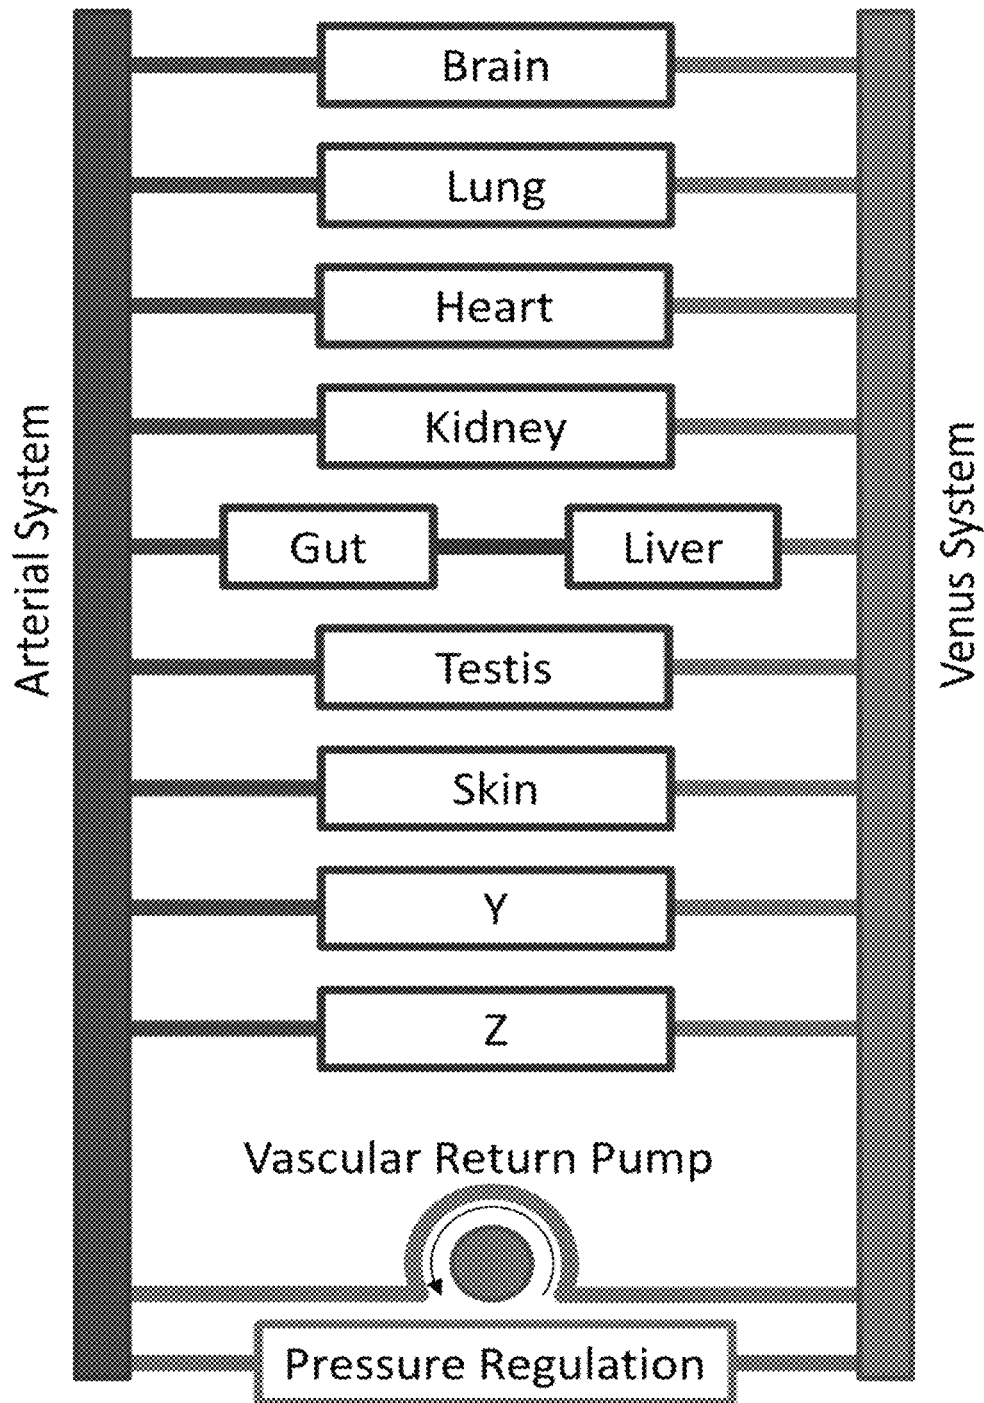 Brain
Lung
Heart
Kidney
Gut
Liver
Testis
Skin
Y
Z
Vascular Return Pump
Pressure Regulation
Arterial System
Venus System